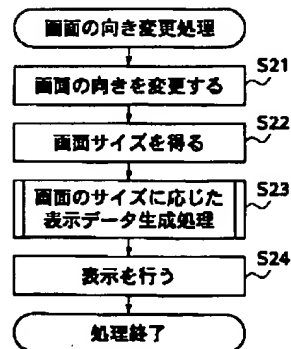 画面の向き変更処理
S21
画面の向きを変更する
S22
画面サイズを得る
S23
画面のサイズに応じた
表示データ生成処理
S24
表示を行う
処理終了